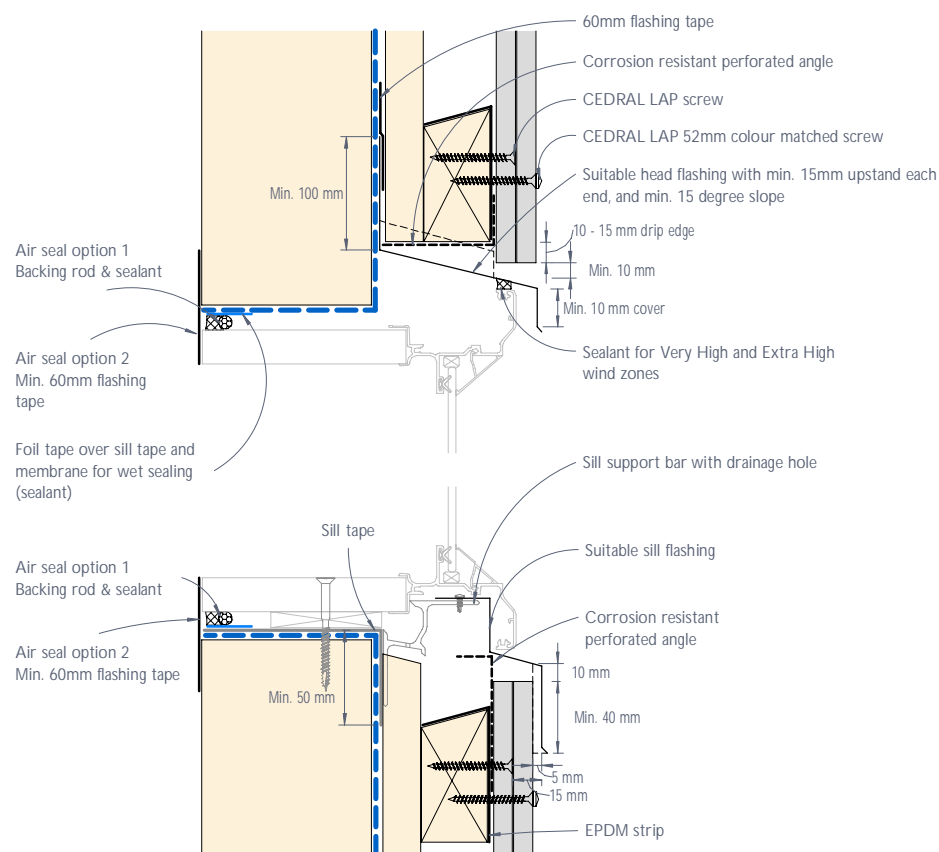 60mm flashing tape
Corrosion resistant perforated angle
CEDRAL LAP screw
CEDRAL LAP 52mm colour matched screw
Suitable head flashing with min. 15mm upstand each
end, and min. 15 degree slope
Min. 100 mm
10 - 15 mm drip edge
Min. 10 mm
Min. 10 mm cover
Air seal option 1
Backing rod & sealant
Air seal option 2
Min. 60mm flashing
tape
Sealant for Very High and Extra High
wind zones
Foil tape over sill tape and
membrane for wet sealing
(sealant)
Sill support bar with drainage hole
Sill tape
Suitable sill flashing
Air seal option 1
Backing rod & sealant
Corrosion resistant
perforated angle
Air seal option 2
Min. 60mm flashing tape
10 mm
Min. 50 mm
Min. 40 mm
5 mm
15 mm
EPDM strip